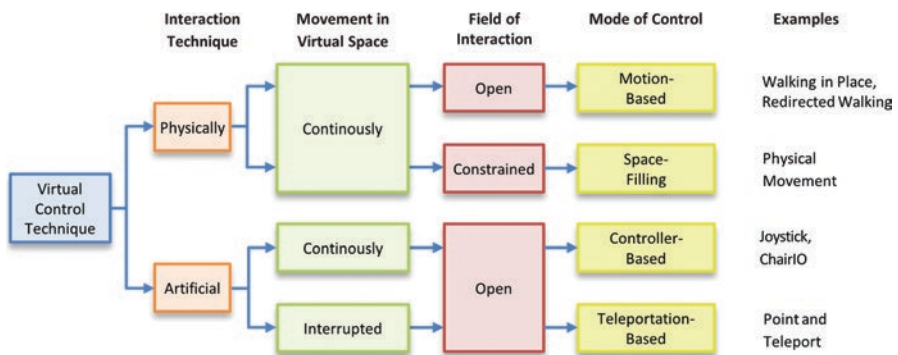 Interaction
Technique
Movement in
Virtual Space
Field of
Interaction
Mode of Control
Examples
Virtual
Control
Technique
Physically
Continously
Open
Motion-
Based
Walking in Place,
Redirected Walking
Constrained
Space-
Filling
Physical
Movement
Artificial
Continously
Open
Controller-
Based
Joystick,
ChairIO
Interrupted
Teleportation-
Based
Point and
Teleport